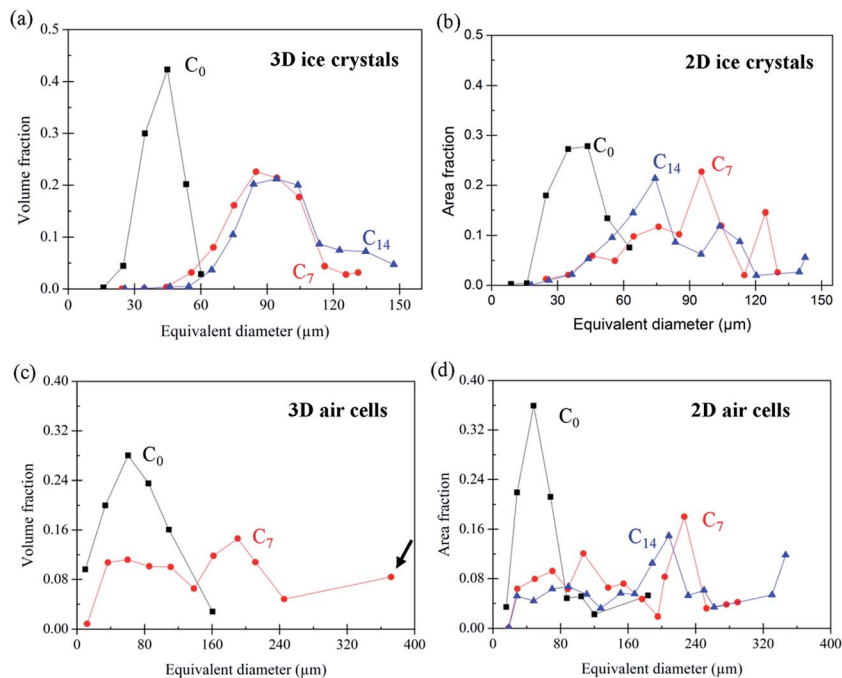 (a)
3D ice crystals
C0
C14
C7
Volume fraction
0.5
0.4
0.3
0.2
0.1
0.0
0 30 60 90 120 150
Equivalent diameter (µm)
(b)
2D ice crystals
C0
C14
C7
Area fraction
0.5
0.4
0.3
0.2
0.1
0.0
0 30 60 90 120 150
Equivalent diameter (µm)
(c)
3D air cells
C0
C7
Volume fraction
0.40
0.32
0.24
0.16
0.08
0.00
0 80 160 240 320 400
Equivalent diameter (µm)
(d)
2D air cells
C0
C14
C7
Area fraction
0.40
0.32
0.24
0.16
0.08
0.00
0 80 160 240 320 400
Equivalent diameter (µm)